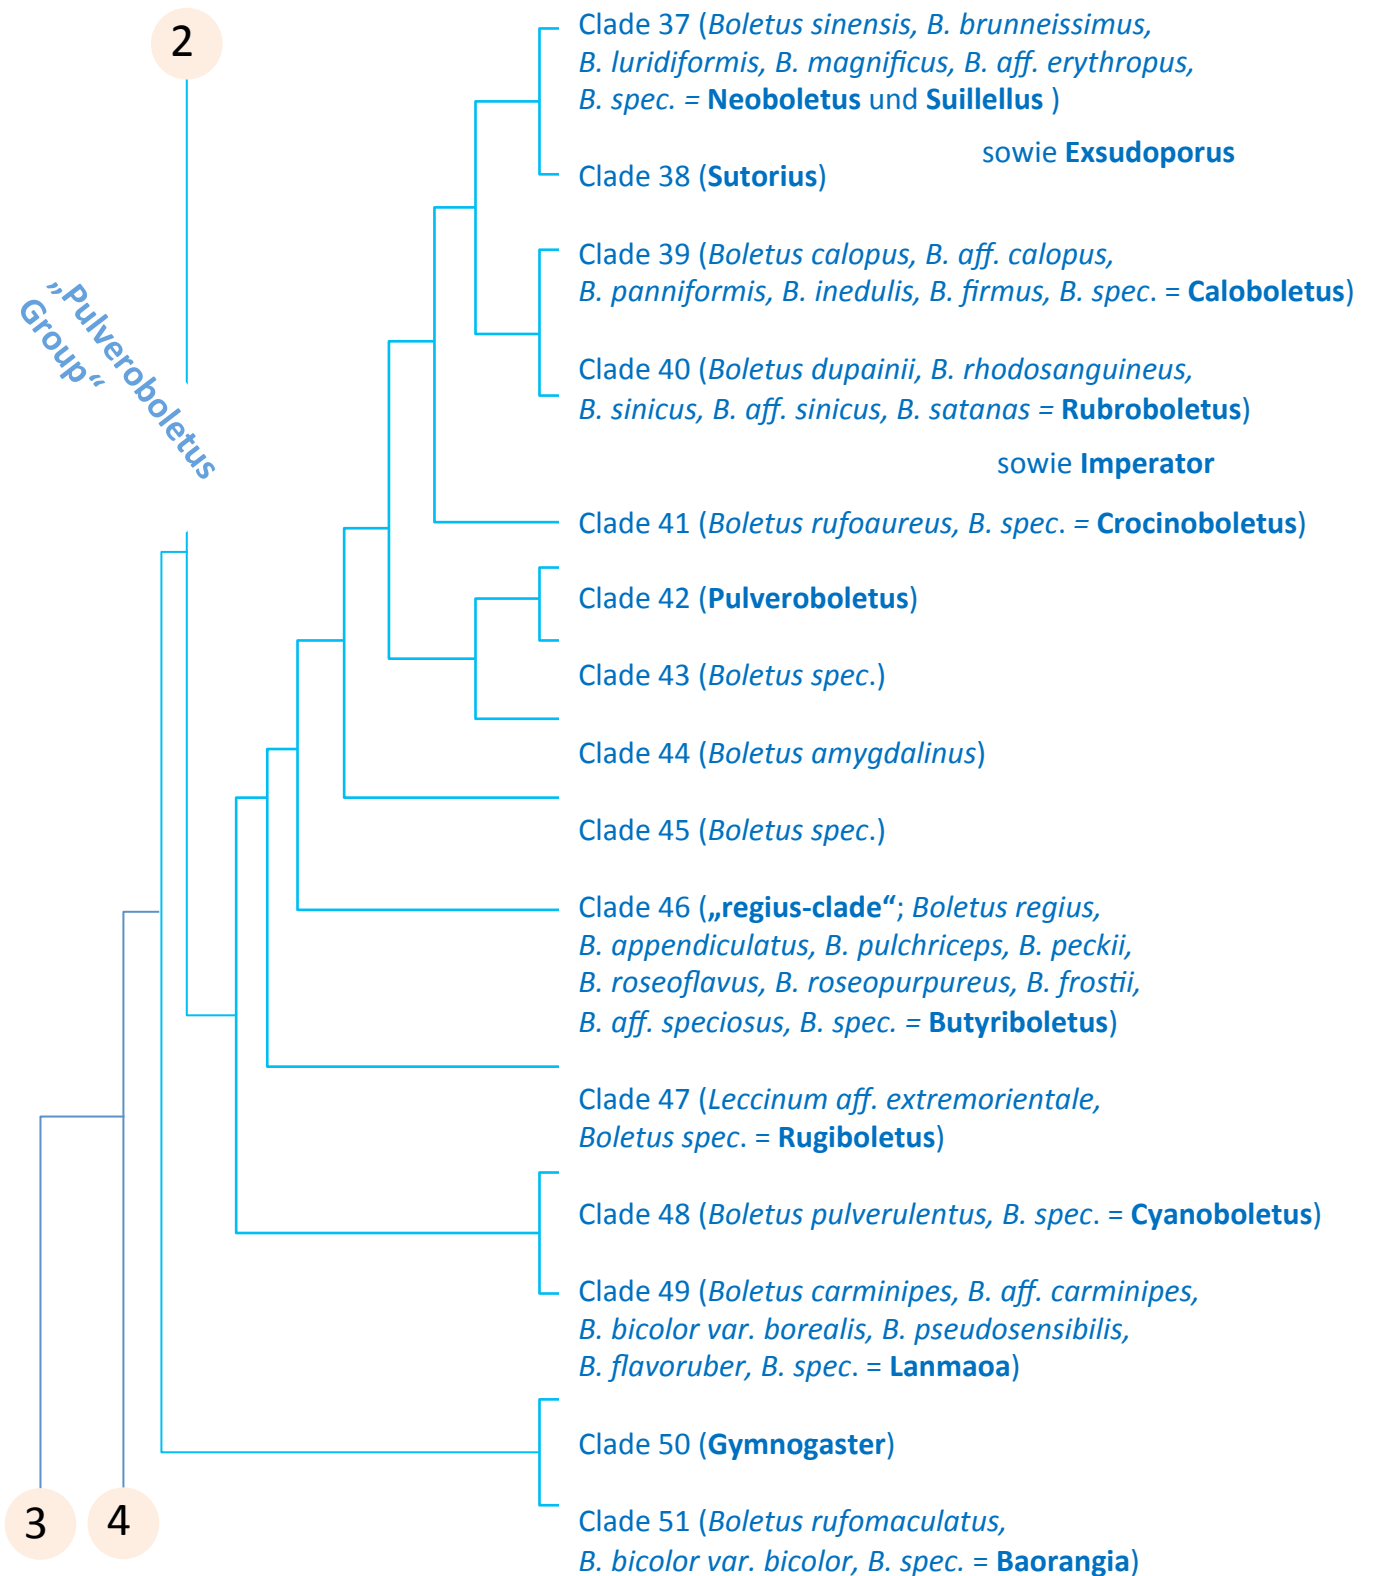 2
Clade 37 (Boletus sinensis, B. brunneissimus,
B. luridiformis, B. magnificus, B. aff. erythropus,
B. spec. = Neoboletus und Suillellus )
sowie Exsudoporus
Clade 38 (Sutorius)
Clade 39 (Boletus calopus, B. aff. calopus,
B. panniformis, B. inedulis, B. firmus, B. spec. = Caloboletus)
„Pulveroboletus
Group“
Clade 40 (Boletus dupainii, B. rhodosanguineus,
B. sinicus, B. aff. sinicus, B. satanas = Rubroboletus)
sowie Imperator
Clade 41 (Boletus rufoaureus, B. spec. = Crocinoboletus)
Clade 42 (Pulveroboletus)
Clade 43 (Boletus spec.)
Clade 44 (Boletus amygdalinus)
Clade 45 (Boletus spec.)
Clade 46 („regius-clade“; Boletus regius,
B. appendiculatus, B. pulchriceps, B. peckii,
B. roseoflavus, B. roseopurpureus, B. frostii,
B. aff. speciosus, B. spec. = Butyriboletus)
Clade 47 (Leccinum aff. extremorientale,
Boletus spec. = Rugiboletus)
Clade 48 (Boletus pulverulentus, B. spec. = Cyanoboletus)
Clade 49 (Boletus carminipes, B. aff. carminipes,
B. bicolor var. borealis, B. pseudosensibilis,
B. flavoruber, B. spec. = Lanmaoa)
Clade 50 (Gymnogaster)
Clade 51 (Boletus rufomaculatus,
B. bicolor var. bicolor, B. spec. = Baorangia)
3
4